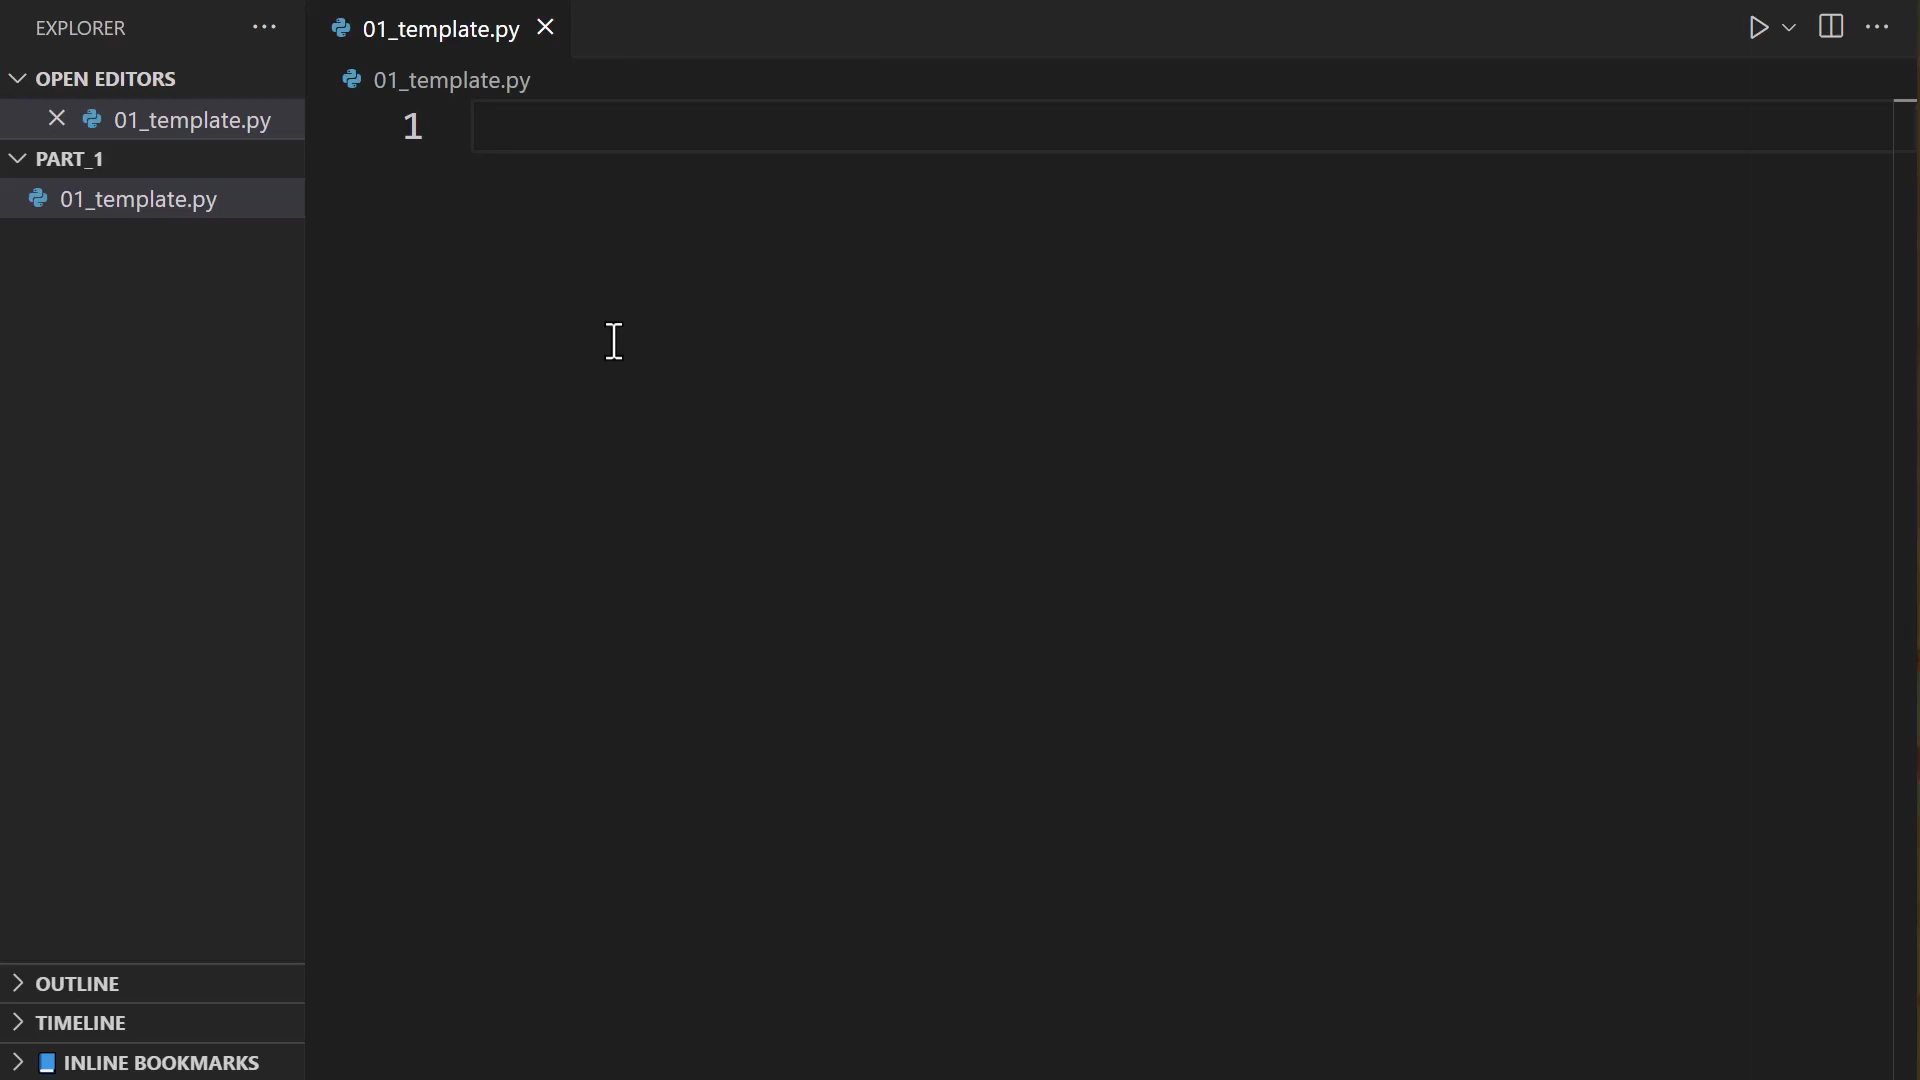 EXPLORER
01_template.py
OPEN EDITORS
01_template.py
PART_1
01_template.py
OUTLINE
TIMELINE
INLINE BOOKMARKS
01_template.py
1